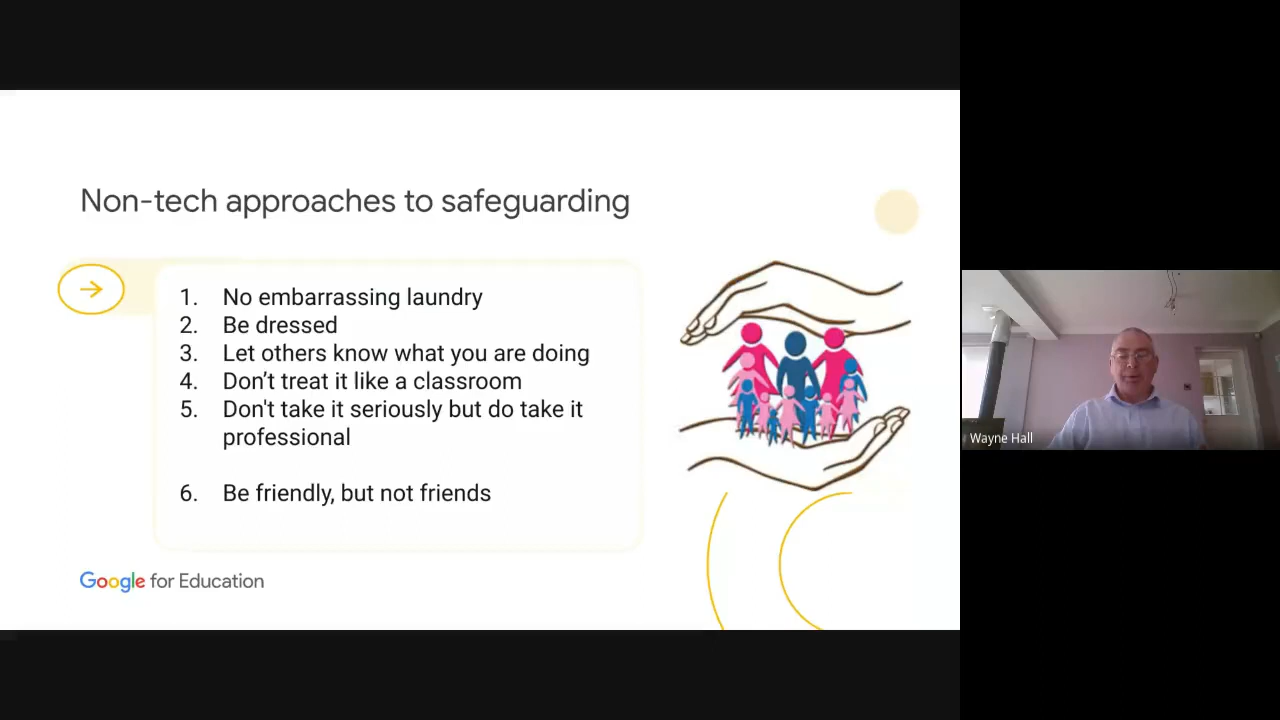 Non-tech approaches to safeguarding
1. No embarrassing laundry
2. Be dressed
3. Let others know what you are doing
4. Don’t treat it like a classroom
5. Don't take it seriously but do take it
professional
6. Be friendly, but not friends
Google for Education
Wayne Hall